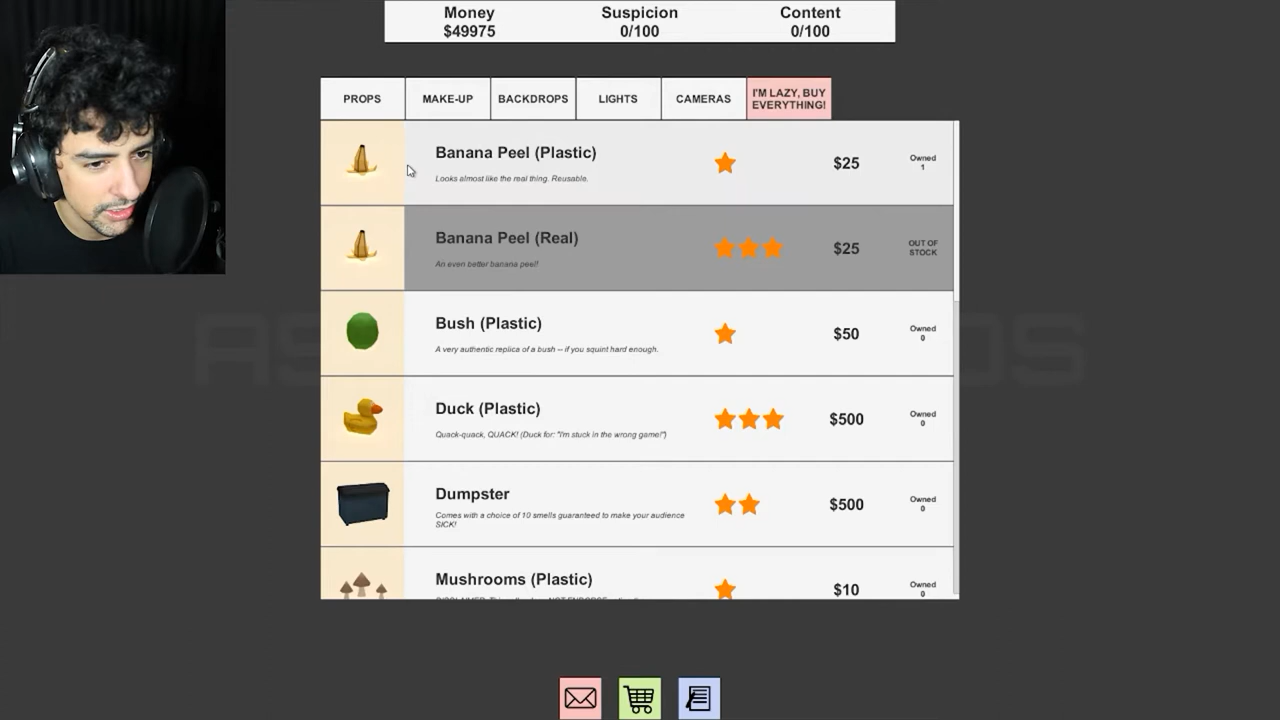 Money
$49975
Suspicion
0/100
Content
0/100
PROPS
MAKE-UP
BACKDROPS
LIGHTS
CAMERAS
I'M LAZY, BUY
EVERYTHING!
Banana Peel (Plastic)
Looks almost like the real thing. Reusable.
$25
Owned
1
Banana Peel (Real)
An even better banana peel!
$25
OUT OF
STOCK
Bush (Plastic)
A very authentic replica of a bush -- if you squint hard enough.
$50
Owned
0
Duck (Plastic)
Quack-quack, QUACK! (Duck for: "I'm stuck in the wrong game!")
$500
Owned
0
Dumpster
Comes with a choice of 10 smells guaranteed to make your audience
SICK!
$500
Owned
0
Mushrooms (Plastic)
$10
Owned
0